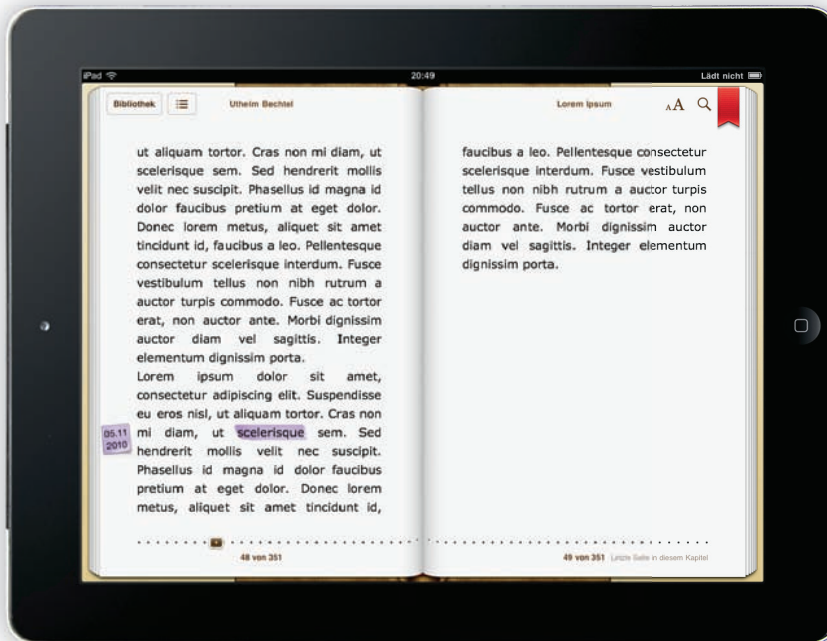 iPad
20:49
Lädt nicht
Bibliothek
Utheim Bechtel
Lorem Ipsum
AA
ut aliquam tortor. Cras non mi diam, ut
scelerisque sem. Sed hendrerit mollis
velit nec suscipit. Phasellus id magna id
dolor faucibus pretium at eget dolor.
Donec lorem metus, aliquet sit amet
tincidunt id, faucibus a leo. Pellentesque
consectetur scelerisque interdum. Fusce
vestibulum tellus non nibh rutrum a
auctor turpis commodo. Fusce ac tortor
erat, non auctor ante. Morbi dignissim
auctor diam vel sagittis. Integer
elementum dignissim porta.
Lorem ipsum dolor sit amet,
consectetur adipiscing elit. Suspendisse
eu eros nisl, ut aliquam tortor. Cras non
mi diam, ut scelerisque sem. Sed
hendrerit mollis velit nec suscipit.
Phasellus id magna id dolor faucibus
pretium at eget dolor. Donec lorem
metus, aliquet sit amet tincidunt id,
05.11
2010
48 von 351
faucibus a leo. Pellentesque consectetur
scelerisque interdum. Fusce vestibulum
tellus non nibh rutrum a auctor turpis
commodo. Fusce ac tortor erat, non
auctor ante. Morbi dignissim auctor
diam vel sagittis. Integer elementum
dignissim porta.
49 von 351 Letzte Seite in diesem Kapitel